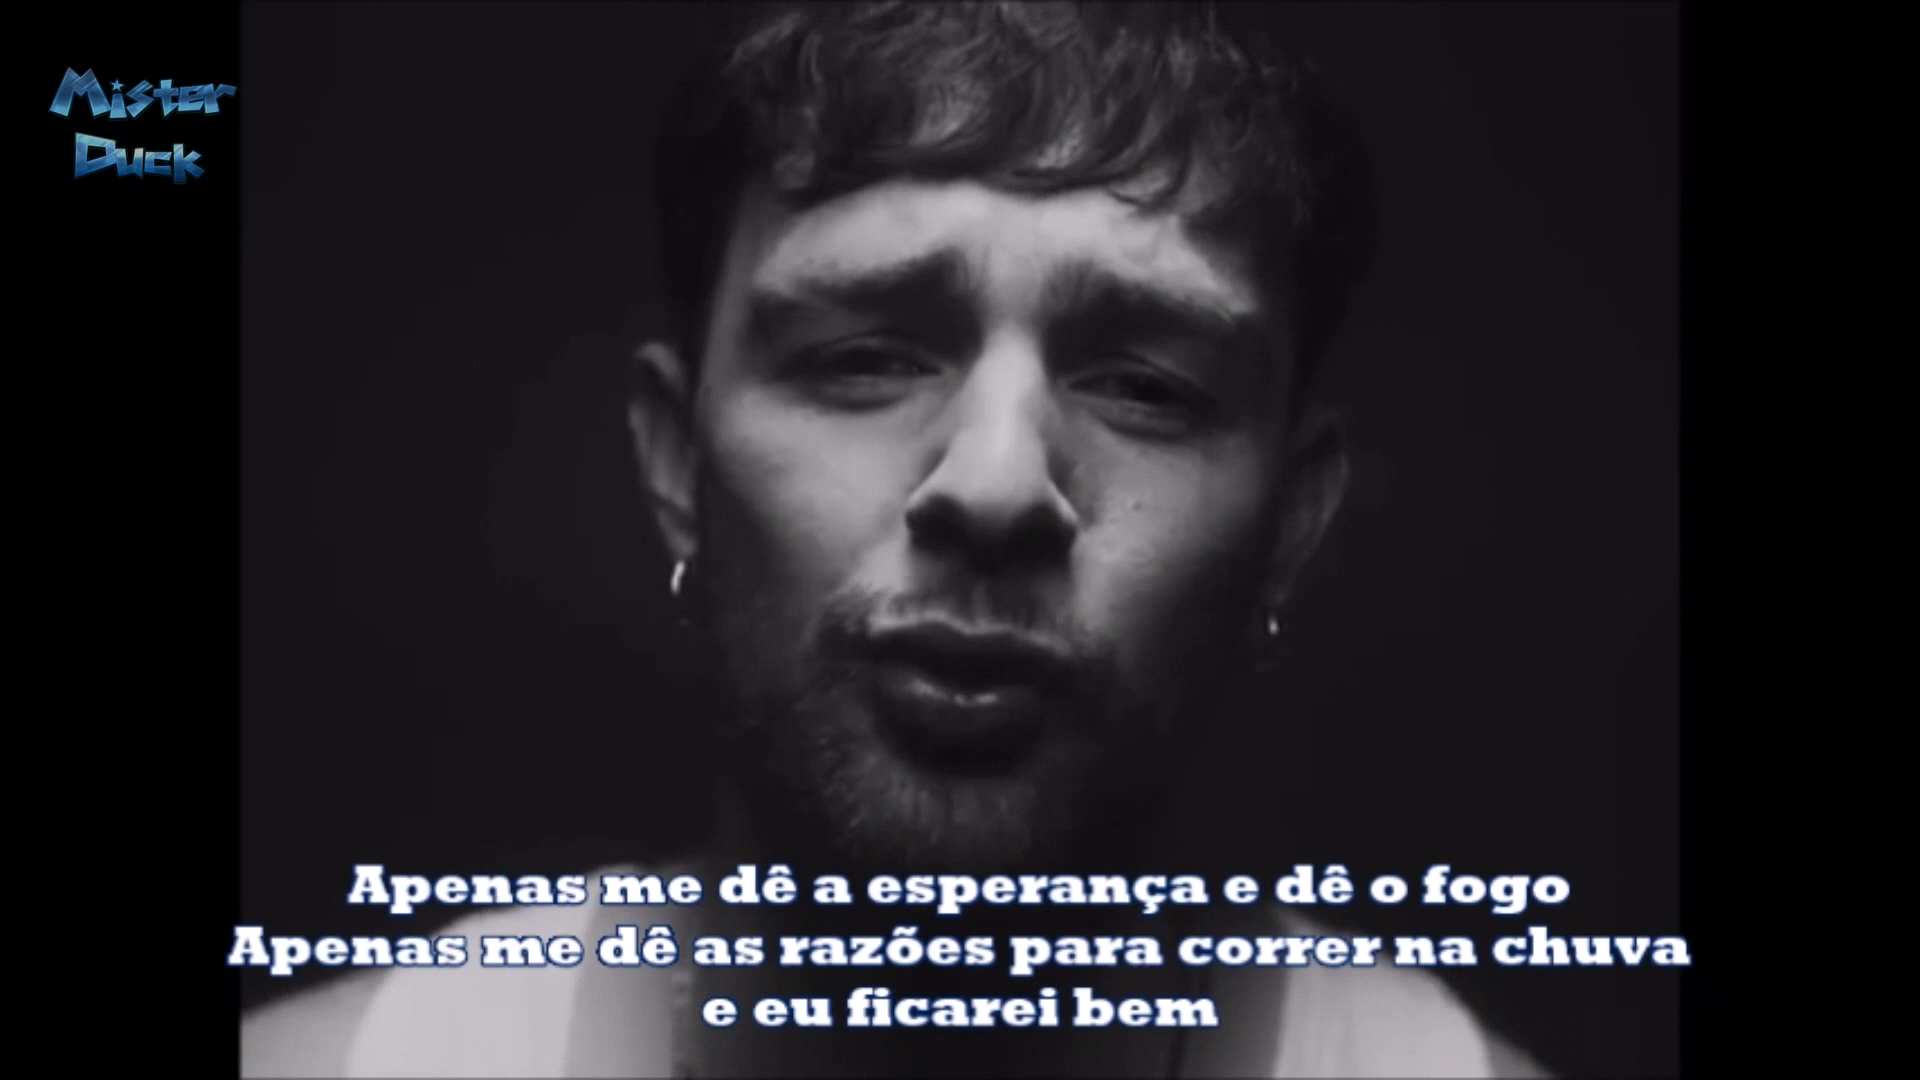 Mister
Duck
Apenas me dê a esperança e dê o fogo
Apenas me dê as razões para correr na chuva
e eu ficarei bem